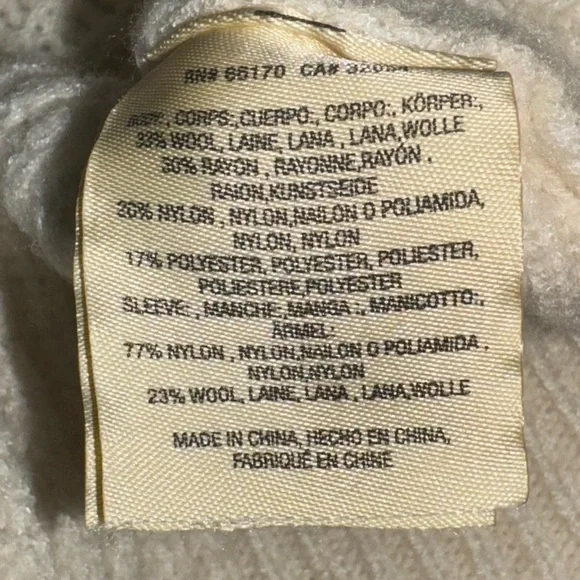 RN# 66170 CA#
BODY:, CORPS:,CUERPO:, CORPO:, KÖRPER:,
33% WOOL, LAINE, LANA , LANA,WOLLE
30% RAYON , RAYONNE,RAYÓN ,
RAION,KUNSTSEIDE
20% NYLON , NYLON,NAILON O POLIAMIDA,
NYLON, NYLON
17% POLYESTER, POLYESTER, POLIESTER,
POLIESTERE,POLYESTER
SLEEVE: , MANCHE,MANGA :, MANICOTTO:,
ÄRMEL:
77% NYLON , NYLON,NAILON O POLIAMIDA ,
NYLON,NYLON
23% WOOL, LAINE, LANA , LANA,WOLLE
MADE IN CHINA, HECHO EN CHINA,
FABRIQUÉ EN CHINE